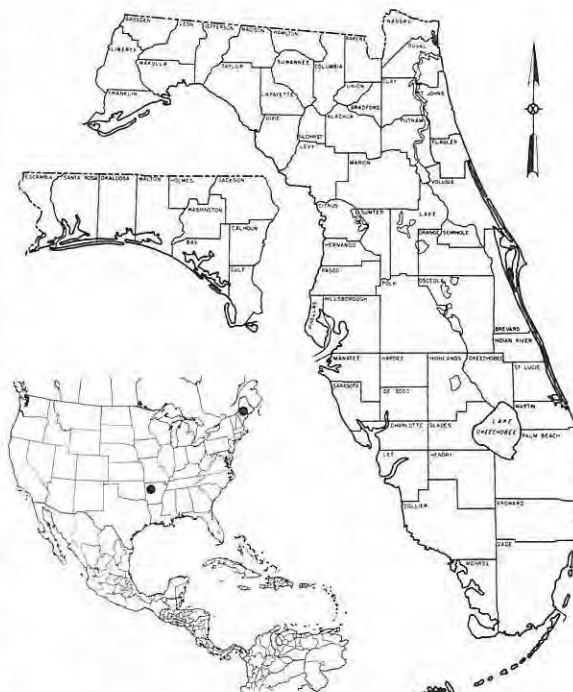 GADSDEN LEON JEFFERSON MADISON HAMILTON BAKER NASSAU
DUVAL
LIBERTY WAKULLA TAYLOR SUWANNEE COLUMBIA
UNION CLAY ST JOHNS
FRANKLIN LAFAYETTE BRADFORD
DIXIE GILCHRIST ALACHUA PUTNAM
FLAGLER
LEVY
MARION
VOLUSIA
ESCAMBIA SANTA ROSA OKALOOSA WALTON HOLMES JACKSON
WASHINGTON
CALHOUN
BAY
GULF
CITRUS SUMTER LAKE
ORANGE SEMINOLE
HERNANDO
PASCO
POLK OSCEOLA
HILLSBOROUGH
PINELLAS
BREVARD
INDIAN RIVER
MANATEE HARDEE HIGHLANDS OKEECHOBEE
ST LUCIE
SARASOTA DE SOTO
MARTIN
CHARLOTTE GLADES
LAKE
OKEECHOBEE
PALM BEACH
LEE HENDRY
COLLIER
BROWARD
DADE
MONROE